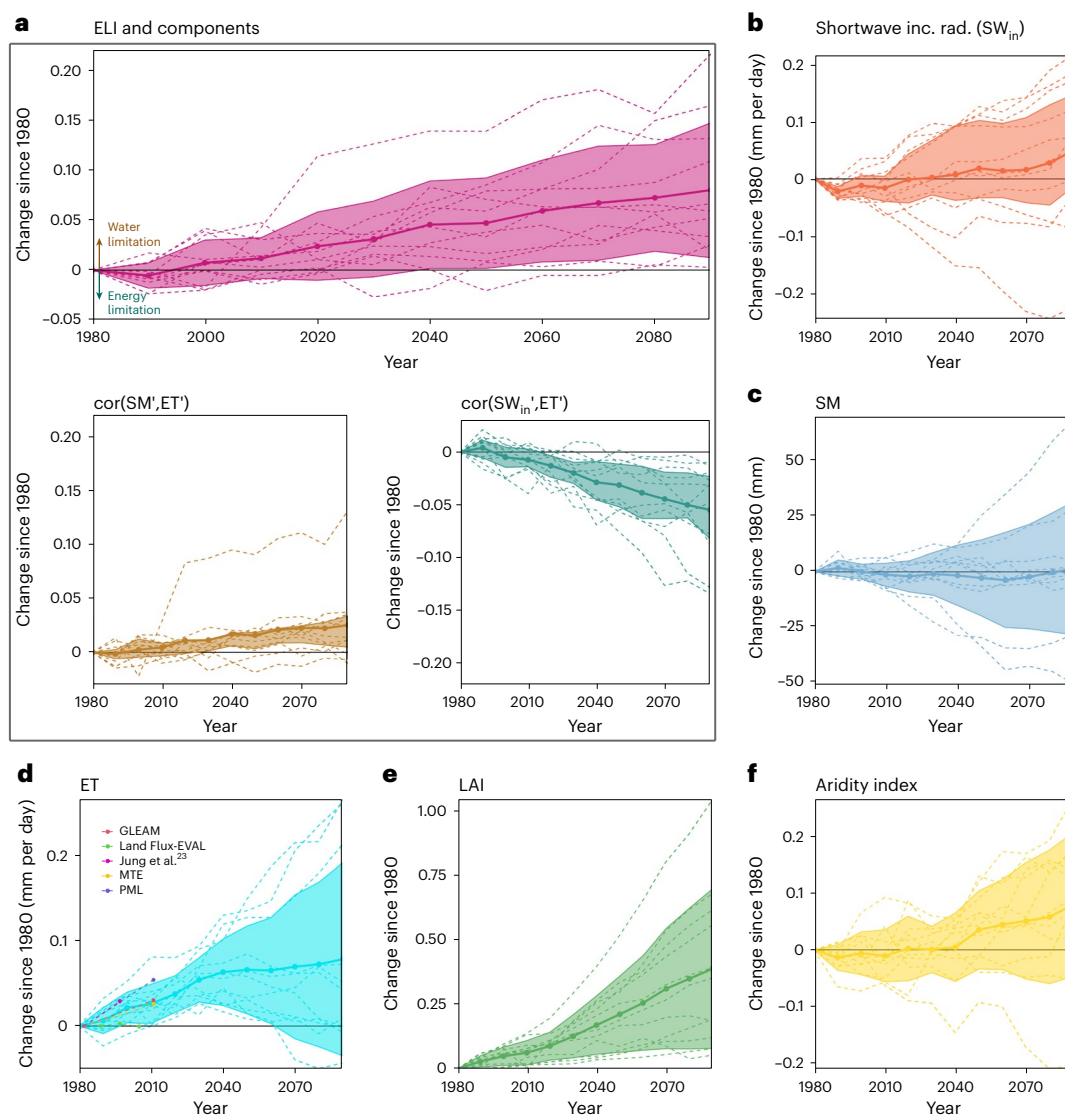 a
ELI and components
Change since 1980
0.20
0.15
0.10
0.05
0
−0.05
Water
limitation
Energy
limitation
1980
2000
2020
2040
2060
2080
Year
cor(SM',ET')
Change since 1980
0.20
0.15
0.10
0.05
0
1980
2010
2040
2070
Year
cor(SWin',ET')
Change since 1980
0
−0.05
−0.10
−0.15
−0.20
1980
2010
2040
2070
Year
b
Shortwave inc. rad. (SWin)
Change since 1980 (mm per day)
0.2
0.1
0
−0.1
−0.2
1980
2010
2040
2070
Year
c
SM
Change since 1980 (mm)
50
25
0
−25
−50
1980
2010
2040
2070
Year
d
ET
Change since 1980 (mm per day)
0.2
0.1
0
GLEAM
Land Flux-EVAL
Jung et al.23
MTE
PML
1980
2010
2040
2070
Year
e
LAI
Change since 1980
1.00
0.75
0.50
0.25
0
1980
2010
2040
2070
Year
f
Aridity index
Change since 1980
0.2
0.1
0
−0.1
−0.2
1980
2010
2040
2070
Year